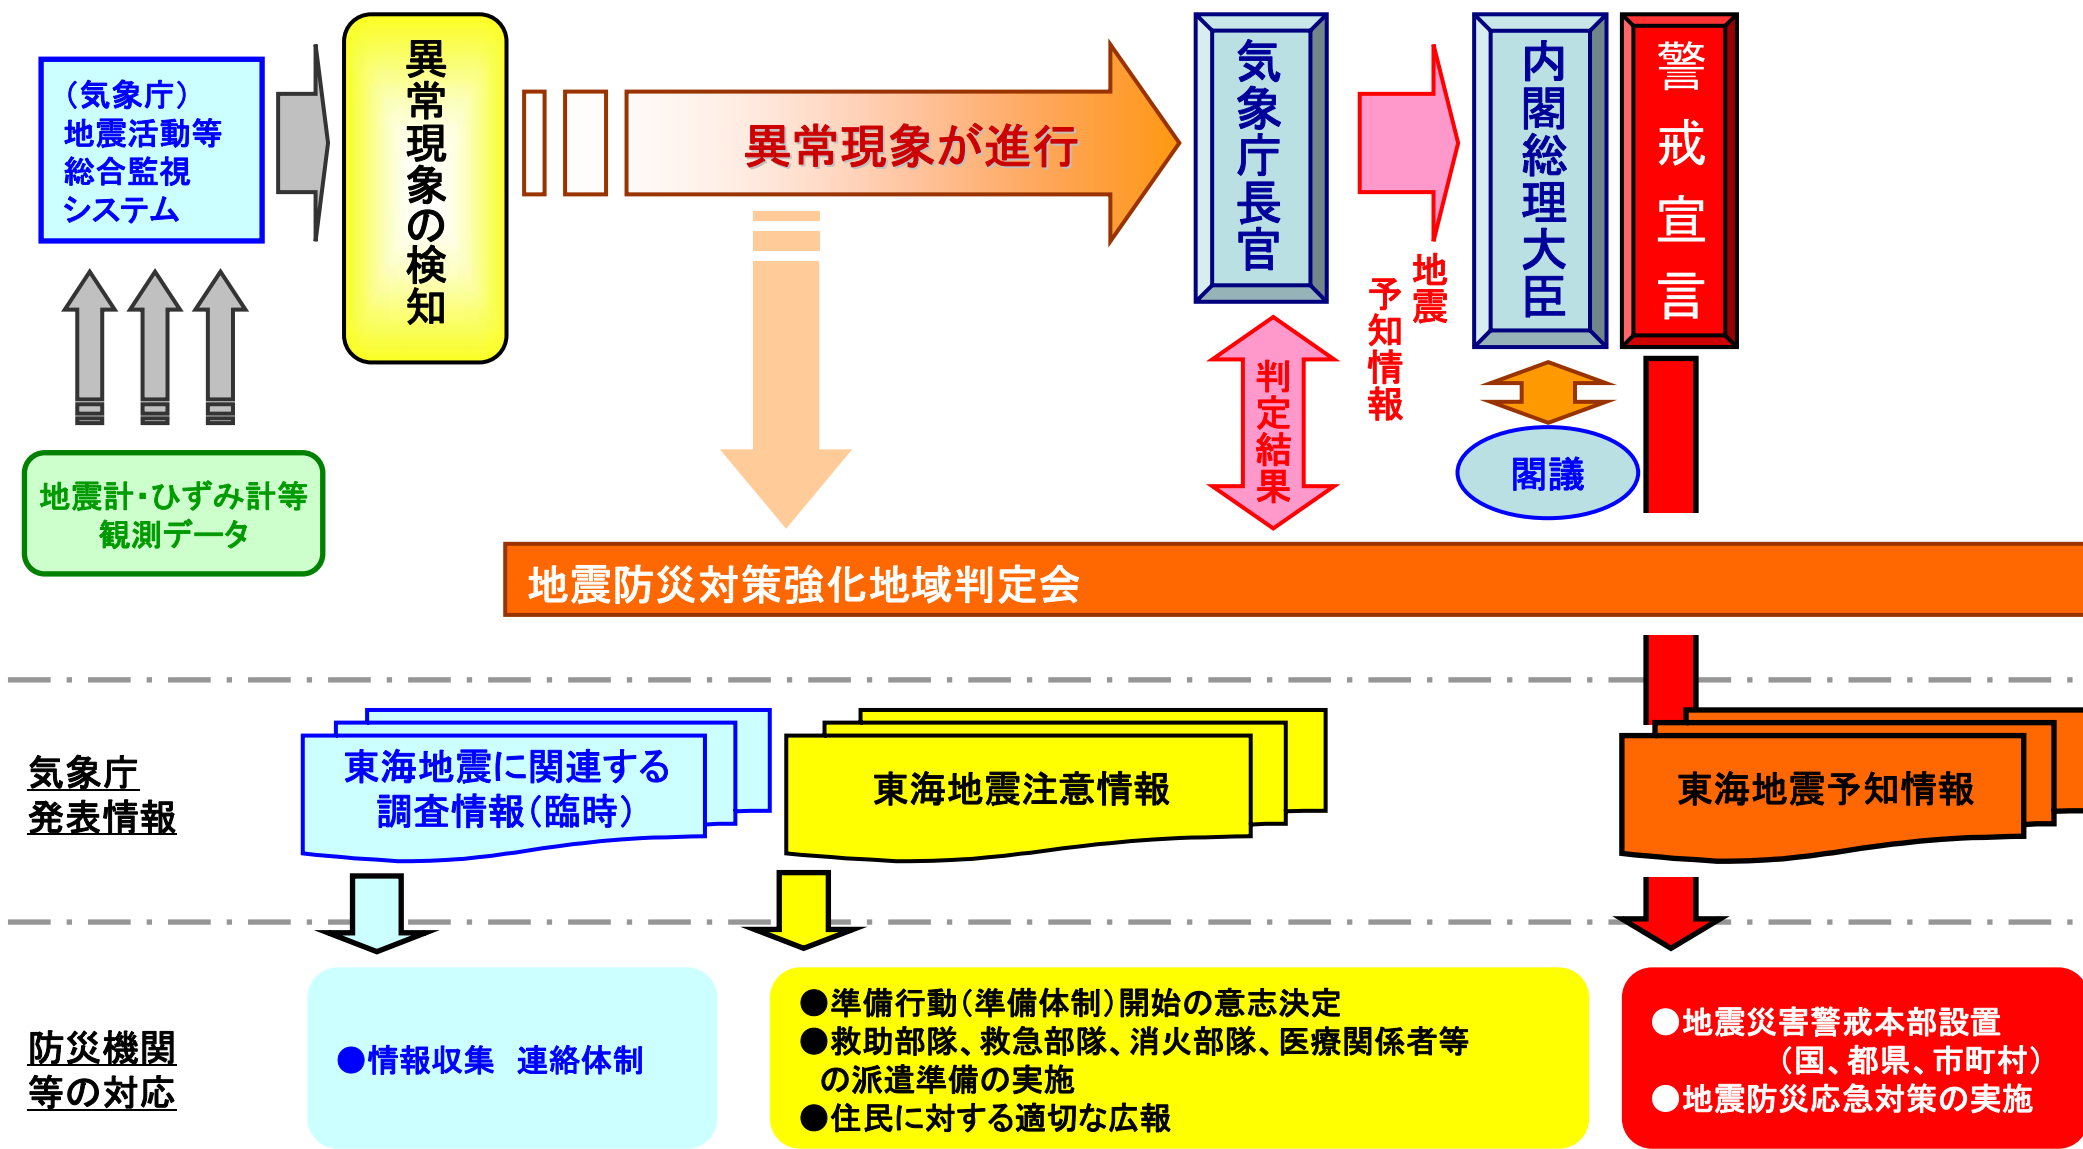 （気象庁）
地震活動等
総合監視
システム
異常現象の検知
異常現象が進行
気象庁長官
地震
予知情報
内閣総理大臣
警戒宣言
判定結果
閣議
地震計・ひずみ計等
観測データ
地震防災対策強化地域判定会
気象庁
発表情報
東海地震に関連する
調査情報（臨時）
東海地震注意情報
東海地震予知情報
防災機関
等の対応
●情報収集　連絡体制
●準備行動（準備体制）開始の意志決定
●救助部隊、救急部隊、消火部隊、医療関係者等
の派遣準備の実施
●住民に対する適切な広報
●地震災害警戒本部設置
（国、都県、市町村）
●地震防災応急対策の実施